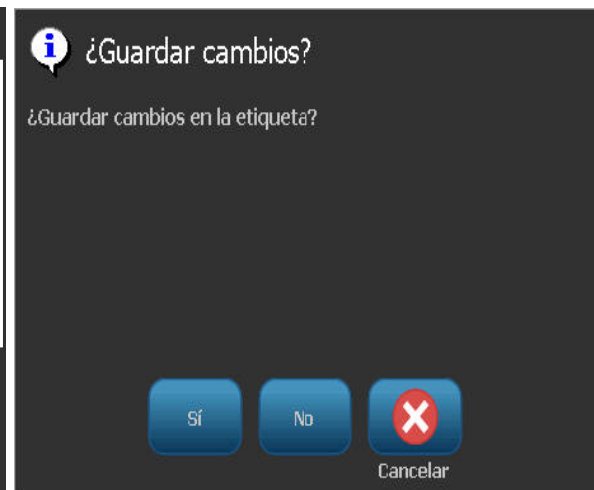 ¿Guardar cambios?
¿Guardar cambios en la etiqueta?
Sí
No
Cancelar